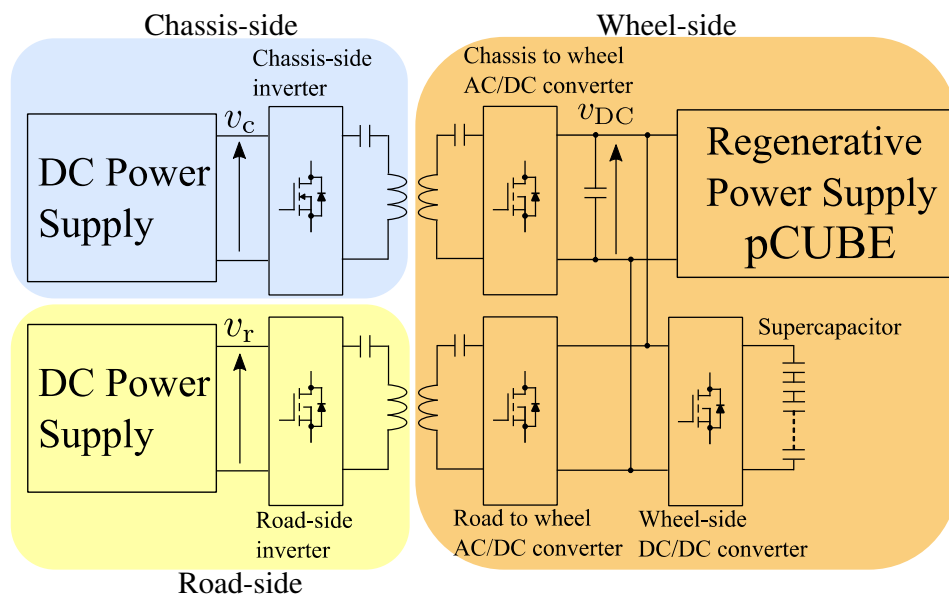 Chassis-side
Wheel-side
Chassis-side
inverter
Chassis to wheel
AC/DC converter
v_c
v_DC
DC Power
Supply
Regenerative
Power Supply
pCUBE
v_r
Supercapacitor
DC Power
Supply
Road-side
inverter
Road to wheel
AC/DC converter
Wheel-side
DC/DC converter
Road-side